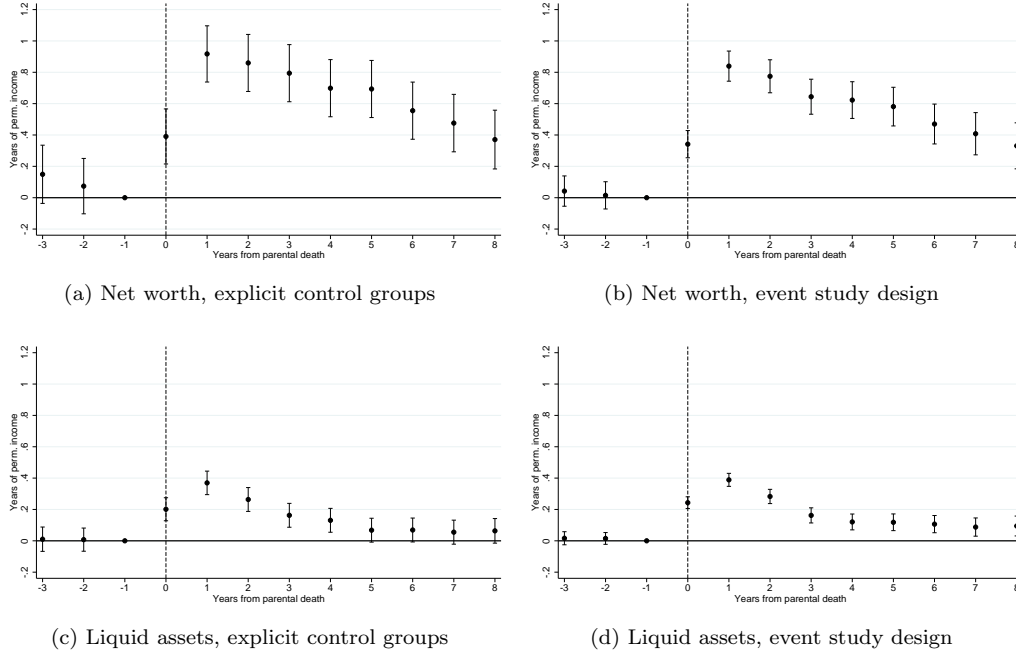 Years of perm. income
-.2 0 .2 .4 .6 .8 1 1.2
-3 -2 -1 0 1 2 3 4 5 6 7 8
Years from parental death
(a) Net worth, explicit control groups
Years of perm. income
-.2 0 .2 .4 .6 .8 1 1.2
-3 -2 -1 0 1 2 3 4 5 6 7 8
Years from parental death
(b) Net worth, event study design
Years of perm. income
-.2 0 .2 .4 .6 .8 1 1.2
-3 -2 -1 0 1 2 3 4 5 6 7 8
Years from parental death
(c) Liquid assets, explicit control groups
Years of perm. income
-.2 0 .2 .4 .6 .8 1 1.2
-3 -2 -1 0 1 2 3 4 5 6 7 8
Years from parental death
(d) Liquid assets, event study design